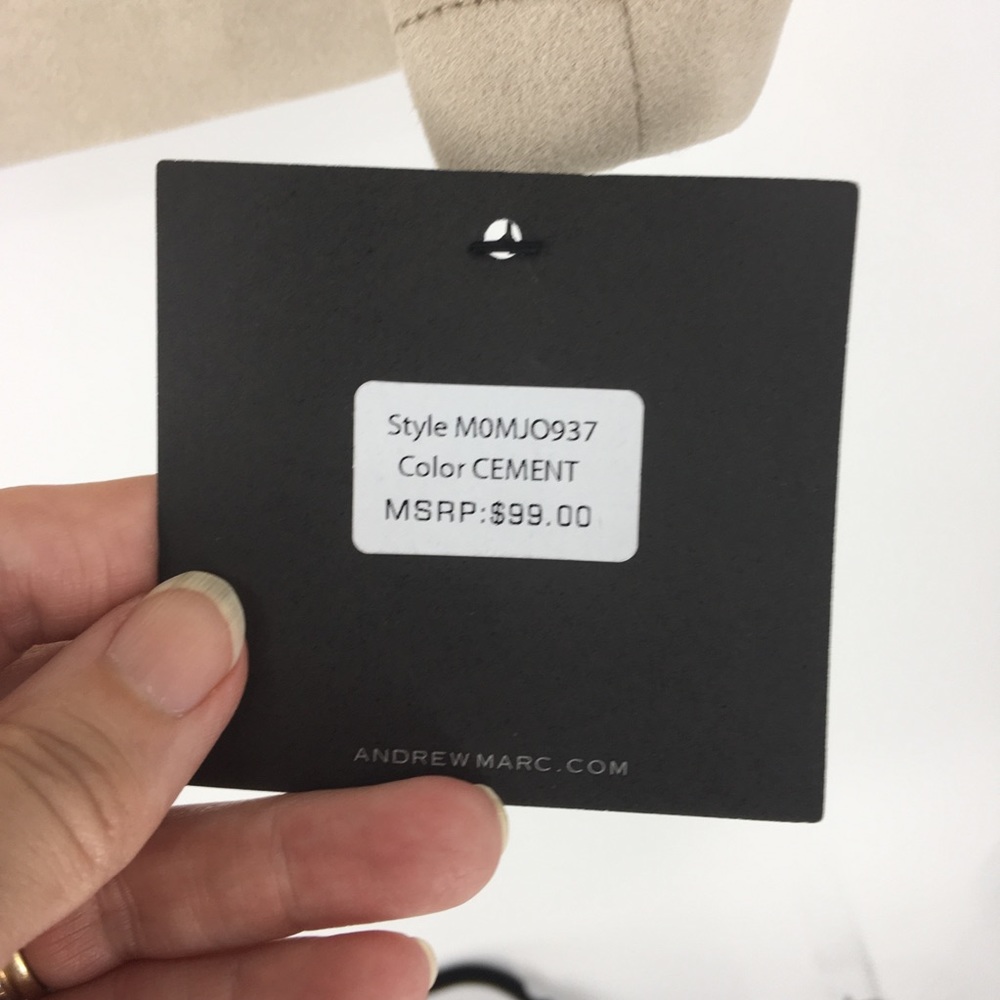 Style M0MJO937
Color CEMENT
MSRP:$99.00
ANDREWMARC.COM